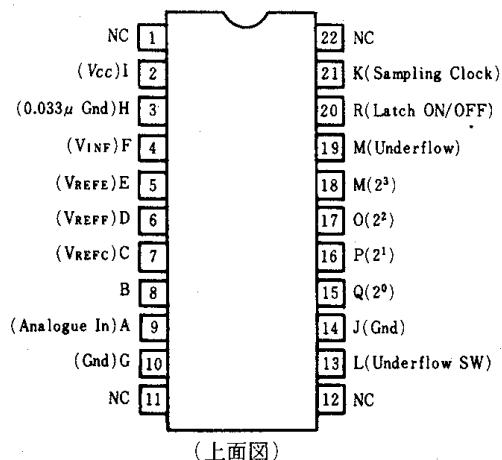 NC 1 22 NC
(Vcc)I 2 21 K(Sampling Clock)
(0.033μ Gnd)H 3 20 R(Latch ON/OFF)
(VINF)F 4 19 M(Underflow)
(VREFE)E 5 18 M(2³)
(VREFF)D 6 17 O(2²)
(VREFC)C 7 16 P(2¹)
B 8 15 Q(2⁰)
(Analogue In)A 9 14 J(Gnd)
(Gnd)G 10 13 L(Underflow SW)
NC 11 12 NC
(上面図)